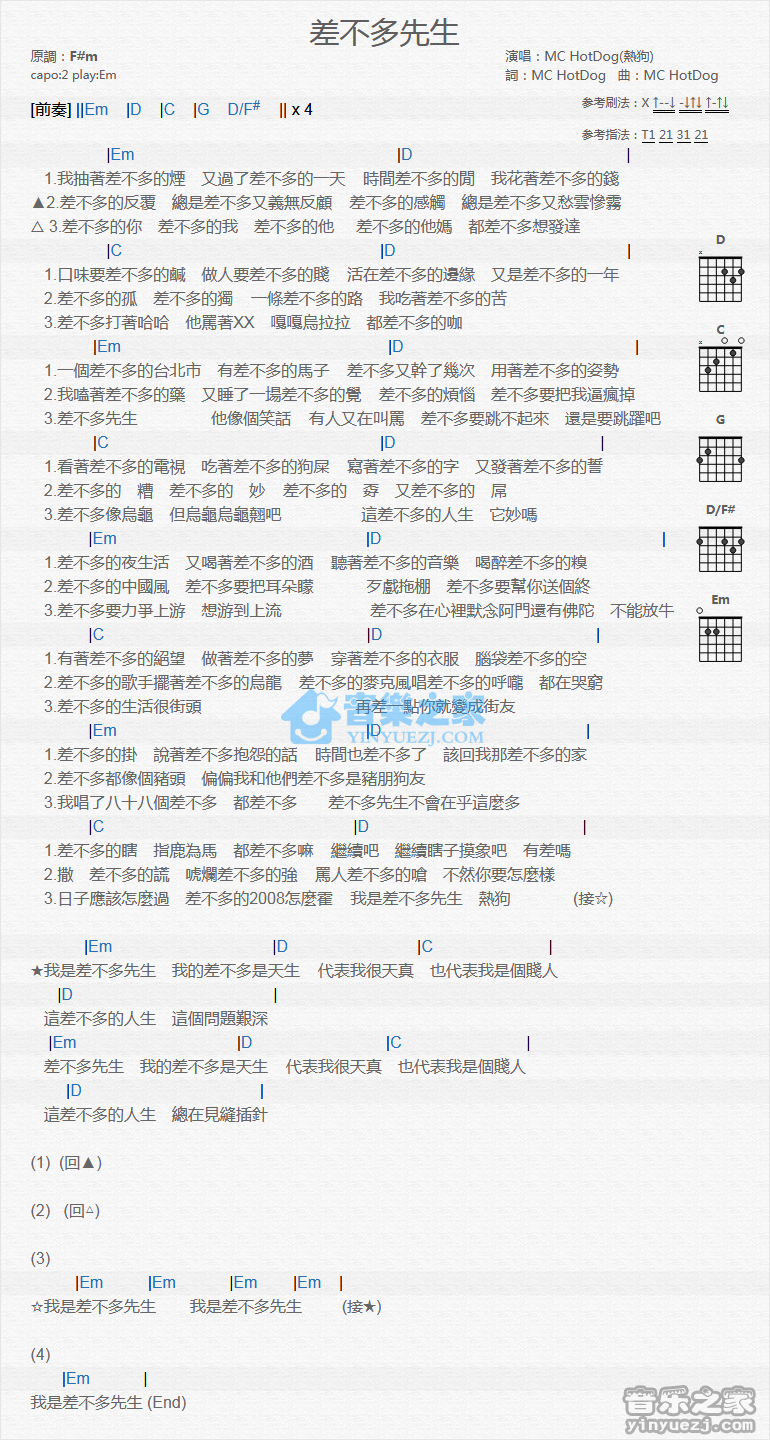 差不多先生
原調：F#m
capo:2 play:Em
演唱：MC HotDog(熱狗)
詞：MC HotDog 曲：MC HotDog
[前奏] ||Em |D |C |G D/F# || x 4
参考刷法：X ↑--↓ -↓↑↓ ↑-↑↓
参考指法：T1 21 31 21
|Em |D |
1.我抽著差不多的煙 又過了差不多的一天 時間差不多的閒 我花著差不多的錢
▲2.差不多的反覆 總是差不多又義無反顧 差不多的感觸 總是差不多又愁雲慘霧
△ 3.差不多的你 差不多的我 差不多的他 差不多的他媽 都差不多想發達
|C |D |
1.口味要差不多的鹹 做人要差不多的賤 活在差不多的邊緣 又是差不多的一年
2.差不多的孤 差不多的獨 一條差不多的路 我吃著差不多的苦
3.差不多打著哈哈 他罵著XX 嘎嘎烏拉拉 都差不多的咖
|Em |D |
1.一個差不多的台北市 有差不多的馬子 差不多又幹了幾次 用著差不多的姿勢
2.我嗑著差不多的藥 又睡了一場差不多的覺 差不多的煩惱 差不多要把我逼瘋掉
3.差不多先生 他像個笑話 有人又在叫罵 差不多要跳不起來 還是要跳躍吧
|C |D |
1.看著差不多的電視 吃著差不多的狗屎 寫著差不多的字 又發著差不多的誓
2.差不多的 糟 差不多的 妙 差不多的 孬 又差不多的 屌
3.差不多像烏龜 但烏龜烏龜翹吧 這差不多的人生 它妙嗎
|Em |D |
1.差不多的夜生活 又喝著差不多的酒 聽著差不多的音樂 喝醉差不多的糗
2.差不多的中國風 差不多要把耳朵矇 歹戲拖棚 差不多要幫你送個終
3.差不多要力爭上游 想游到上流 差不多在心裡默念阿門還有佛陀 不能放牛
|C |D |
1.有著差不多的絕望 做著差不多的夢 穿著差不多的衣服 腦袋差不多的空
2.差不多的歌手擺著差不多的烏龍 差不多的麥克風唱差不多的呼嚨 都在哭窮
3.差不多的生活很街頭 再差一點你就變成街友
|Em |D |
1.差不多的掛 說著差不多抱怨的話 時間也差不多了 該回我那差不多的家
2.差不多都像個豬頭 偏偏我和他們差不多是豬朋狗友
3.我唱了八十八個差不多 都差不多 差不多先生不會在乎這麼多
|C |D |
1.差不多的瞎 指鹿為馬 都差不多嘛 繼續吧 繼續瞎子摸象吧 有差嗎
2.撒 差不多的謊 唬爛差不多的強 罵人差不多的嗆 不然你要怎麼樣
3.日子應該怎麼過 差不多的2008怎麼霍 我是差不多先生 熱狗 (接☆)
|Em |D |C |
★我是差不多先生 我的差不多是天生 代表我很天真 也代表我是個賤人
|D |
這差不多的人生 這個問題艱深
|Em |D |C |
差不多先生 我的差不多是天生 代表我很天真 也代表我是個賤人
|D |
這差不多的人生 總在見縫插針
(1) (回▲)
(2) (回△)
(3)
|Em |Em |Em |Em |
☆我是差不多先生 我是差不多先生 (接★)
(4)
|Em |
我是差不多先生 (End)
D
C
G
D/F#
Em
音樂之家
YINYUEZJ.COM
音乐之家
yinyuezj.com